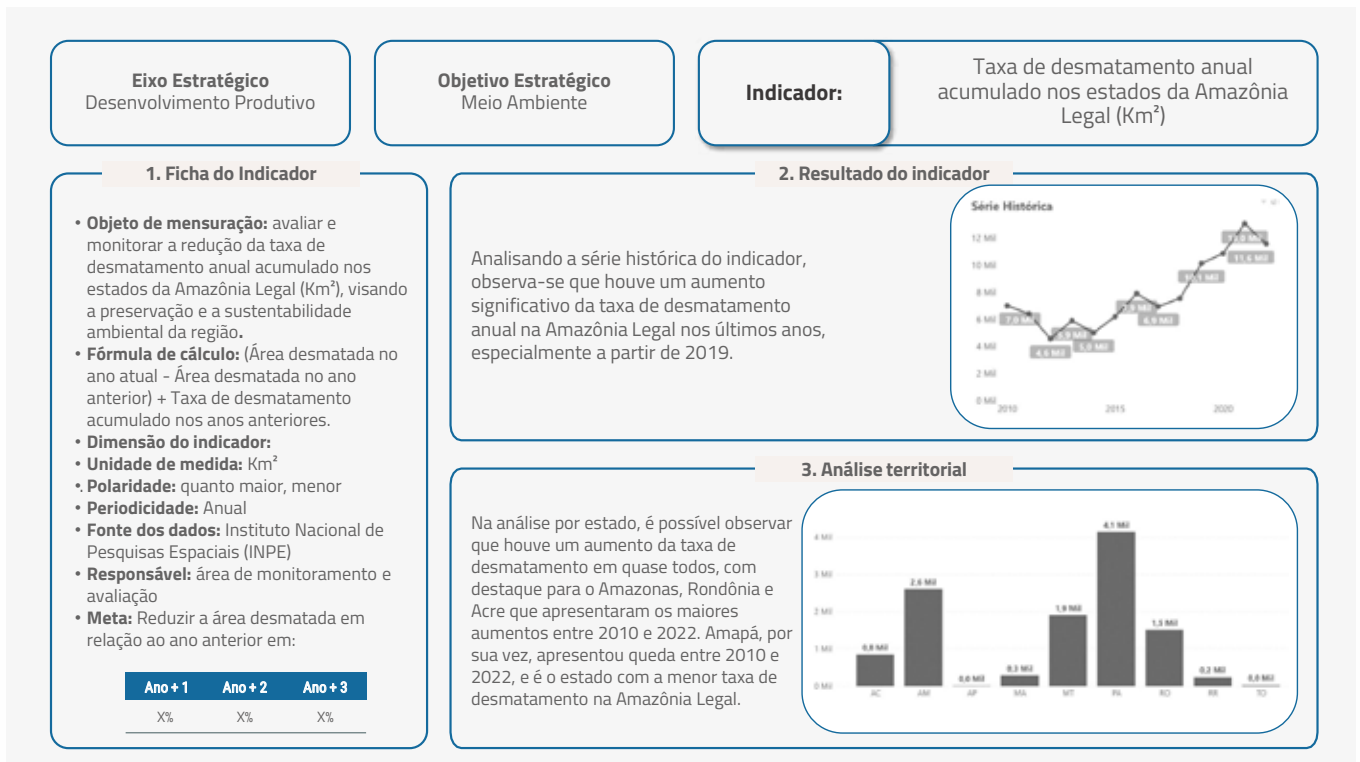 Eixo Estratégico
Desenvolvimento Produtivo
Objetivo Estratégico
Meio Ambiente
Indicador:
Taxa de desmatamento anual
acumulado nos estados da Amazônia
Legal (Km²)
1. Ficha do Indicador
• Objeto de mensuração: avaliar e
monitorar a redução da taxa de
desmatamento anual acumulado nos
estados da Amazônia Legal (Km²), visando
a preservação e a sustentabilidade
ambiental da região.
• Fórmula de cálculo: (Área desmatada no
ano atual - Área desmatada no ano
anterior) + Taxa de desmatamento
acumulado nos anos anteriores.
• Dimensão do indicador:
• Unidade de medida: Km²
•. Polaridade: quanto maior, menor
• Periodicidade: Anual
• Fonte dos dados: Instituto Nacional de
Pesquisas Espaciais (INPE)
• Responsável: área de monitoramento e
avaliação
• Meta: Reduzir a área desmatada em
relação ao ano anterior em:
Ano + 1 Ano + 2 Ano + 3
X% X% X%
2. Resultado do indicador
Analisando a série histórica do indicador,
observa-se que houve um aumento
significativo da taxa de desmatamento
anual na Amazônia Legal nos últimos anos,
especialmente a partir de 2019.
Série Histórica
12 Mil
10 Mil
8 Mil
6 Mil
4 Mil
2 Mil
0 Mil
7,0 Mil
4,6 Mil
5,0 Mil
6,9 Mil
11,6 Mil
2010 2015 2020
3. Análise territorial
Na análise por estado, é possível observar
que houve um aumento da taxa de
desmatamento em quase todos, com
destaque para o Amazonas, Rondônia e
Acre que apresentaram os maiores
aumentos entre 2010 e 2022. Amapá, por
sua vez, apresentou queda entre 2010 e
2022, e é o estado com a menor taxa de
desmatamento na Amazônia Legal.
4 Mil
3 Mil
2 Mil
1 Mil
0 Mil
0,8 Mil
2,6 Mil
0,0 Mil
0,3 Mil
1,9 Mil
4,1 Mil
1,5 Mil
0,2 Mil
0,0 Mil
AC AM AP MA MT PA RO RR TO